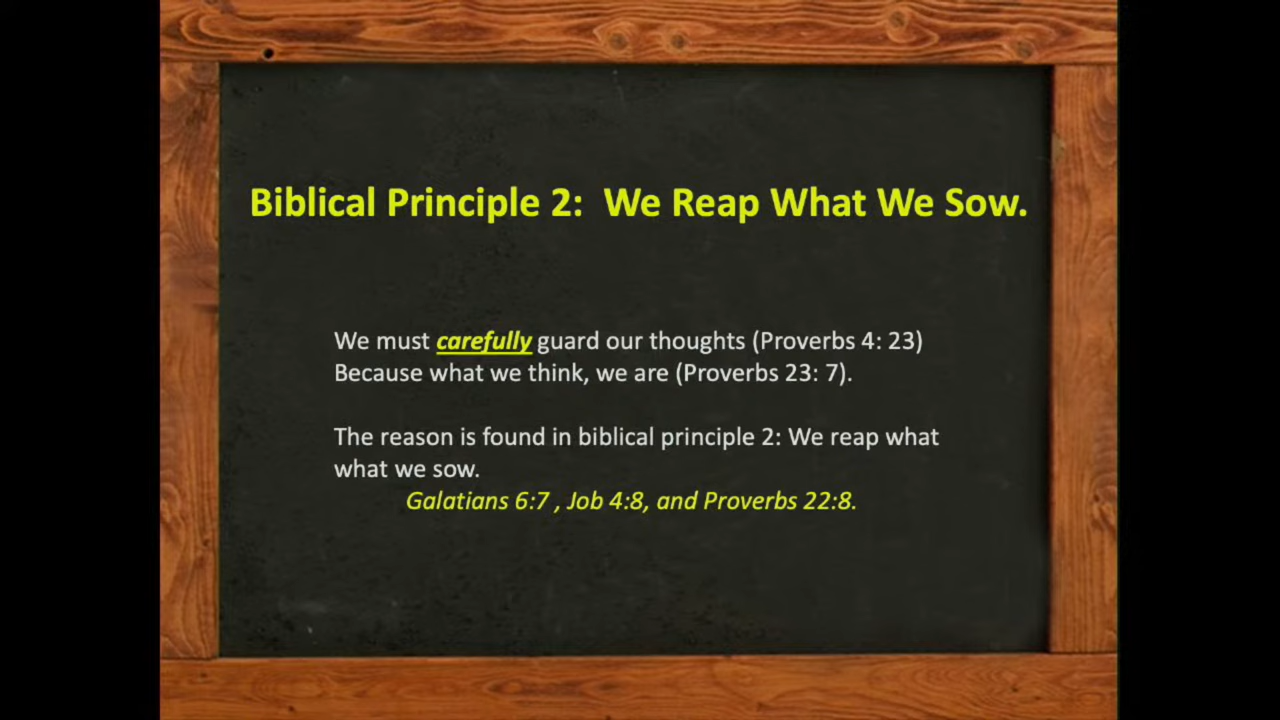 Biblical Principle 2:  We Reap What We Sow.
We must carefully guard our thoughts (Proverbs 4: 23)
Because what we think, we are (Proverbs 23: 7).
The reason is found in biblical principle 2: We reap what
what we sow.
Galatians 6:7 , Job 4:8, and Proverbs 22:8.